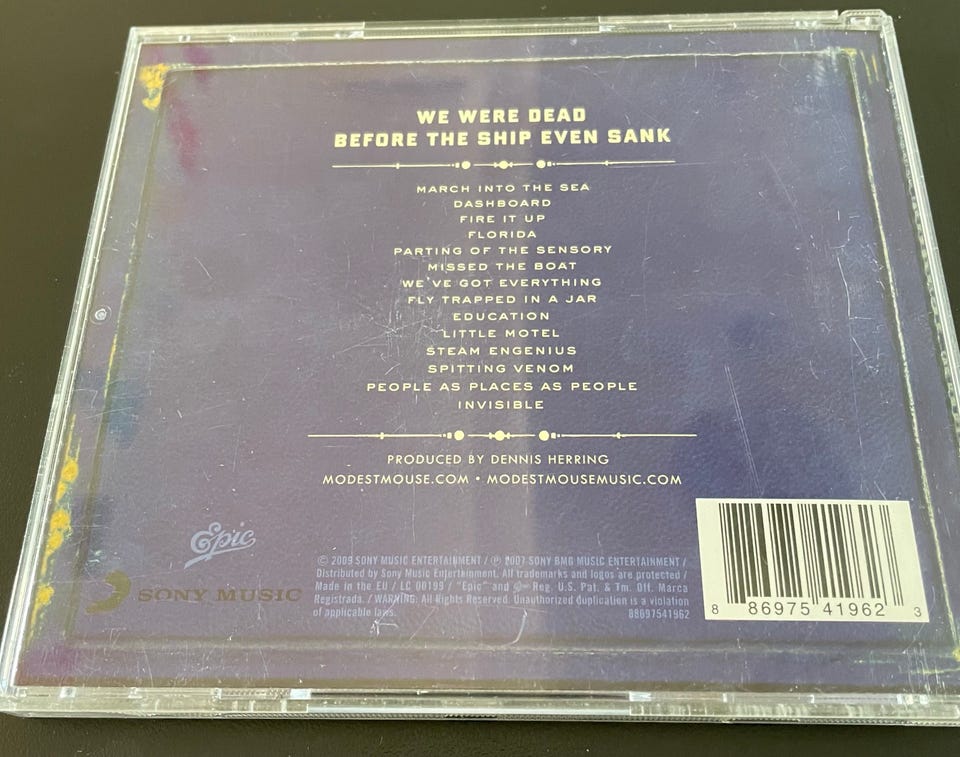 WE WERE DEAD
BEFORE THE SHIP EVEN SANK
MARCH INTO THE SEA
DASHBOARD
FIRE IT UP
FLORIDA
PARTING OF THE SENSORY
MISSED THE BOAT
WE'VE GOT EVERYTHING
FLY TRAPPED IN A JAR
EDUCATION
LITTLE MOTEL
STEAM ENGENIUS
SPITTING VENOM
PEOPLE AS PLACES AS PEOPLE
INVISIBLE
PRODUCED BY DENNIS HERRING
MODESTMOUSE.COM • MODESTMOUSEMUSIC.COM
Epic
SONY MUSIC
© 2009 SONY MUSIC ENTERTAINMENT / ℗ 2007 SONY BMG MUSIC ENTERTAINMENT /
Distributed by Sony Music Entertainment. All trademarks and logos are protected /
Made in the EU / LC 00199 / "Epic" and Epic Reg. U.S. Pat. & Tm. Off. Marca
Registrada. / WARNING: All Rights Reserved. Unauthorized duplication is a violation
of applicable laws. 88697541962
8 86975 41962 3